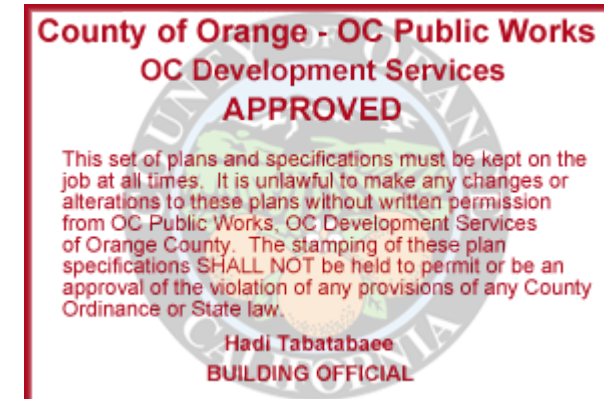 County of Orange - OC Public Works
OC Development Services
APPROVED
This set of plans and specifications must be kept on the
job at all times.  It is unlawful to make any changes or
alterations to these plans without written permission
from OC Public Works, OC Development Services
of Orange County.  The stamping of these plan
specifications SHALL NOT be held to permit or be an
approval of the violation of any provisions of any County
Ordinance or State law.
Hadi Tabatabaee
BUILDING OFFICIAL
COUNTY OF ORANGE
CALIFORNIA